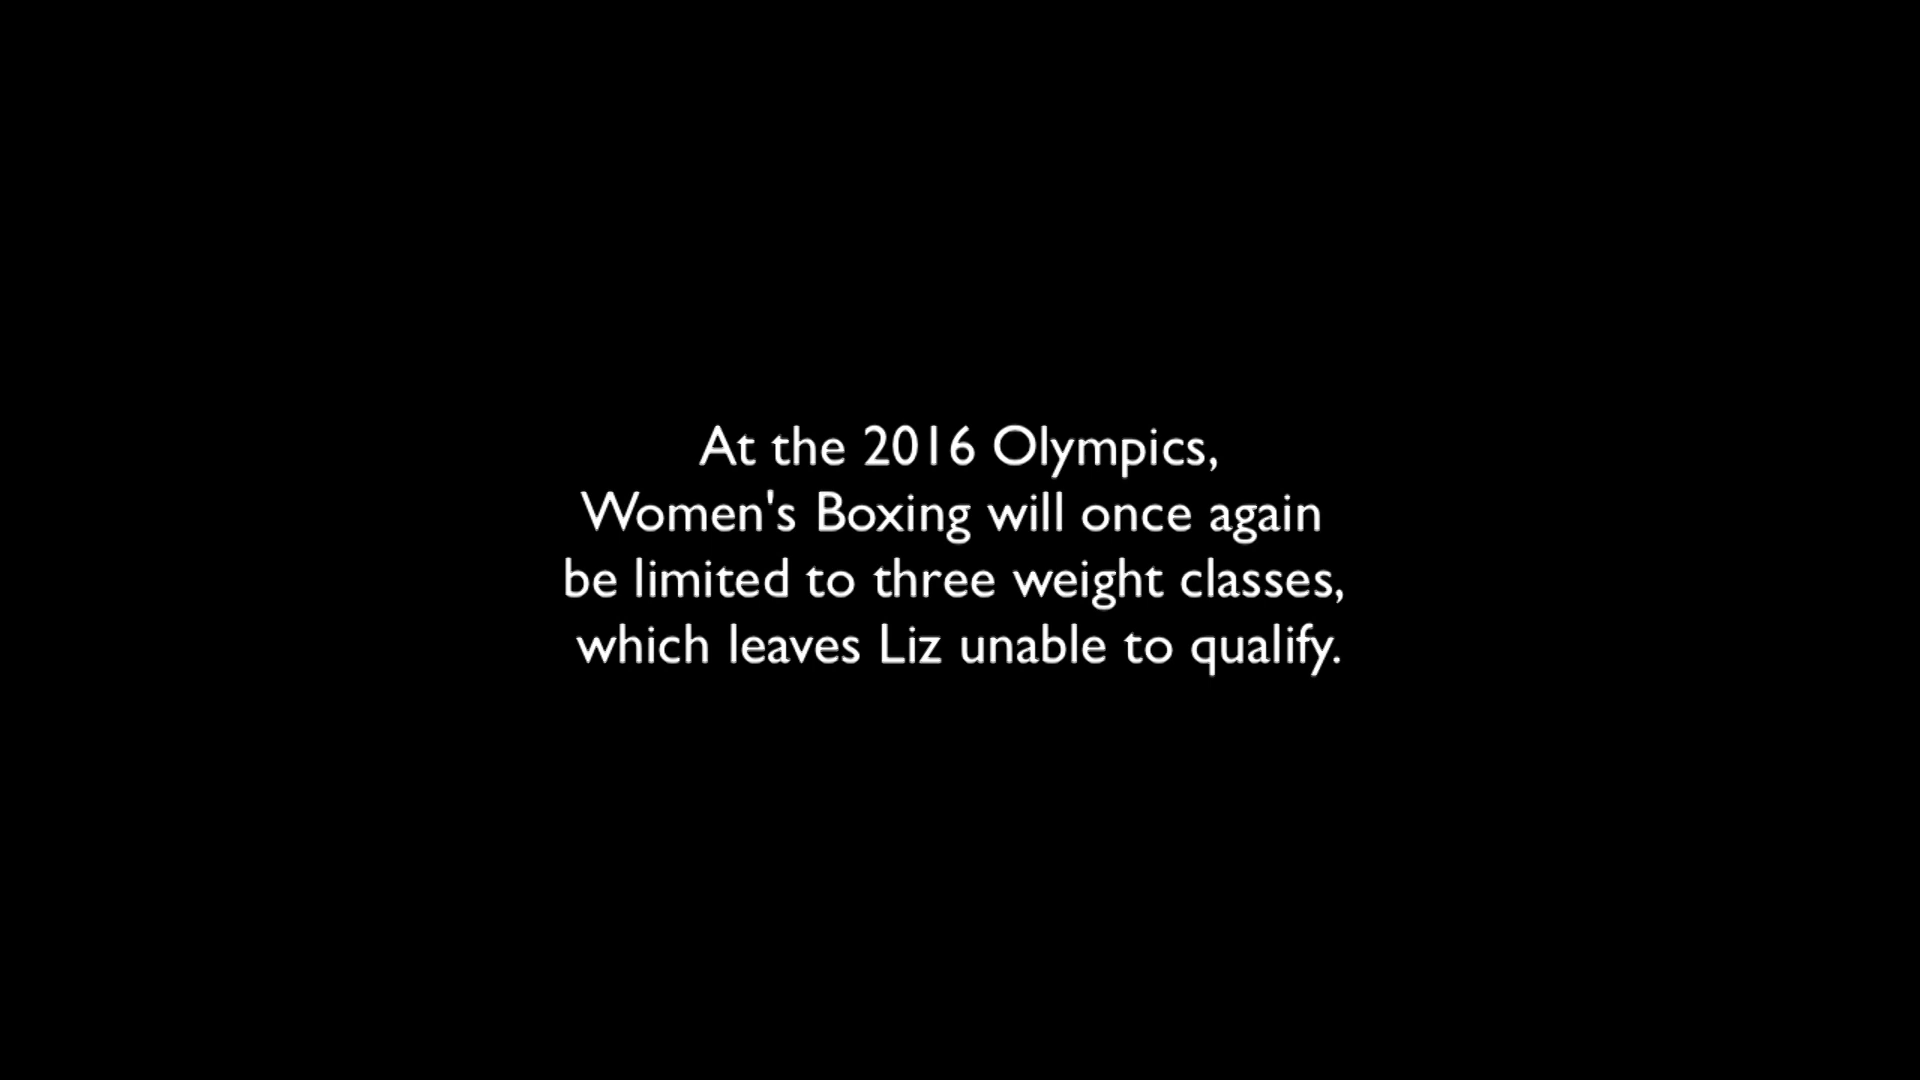 At the 2016 Olympics,
Women's Boxing will once again
be limited to three weight classes,
which leaves Liz unable to qualify.